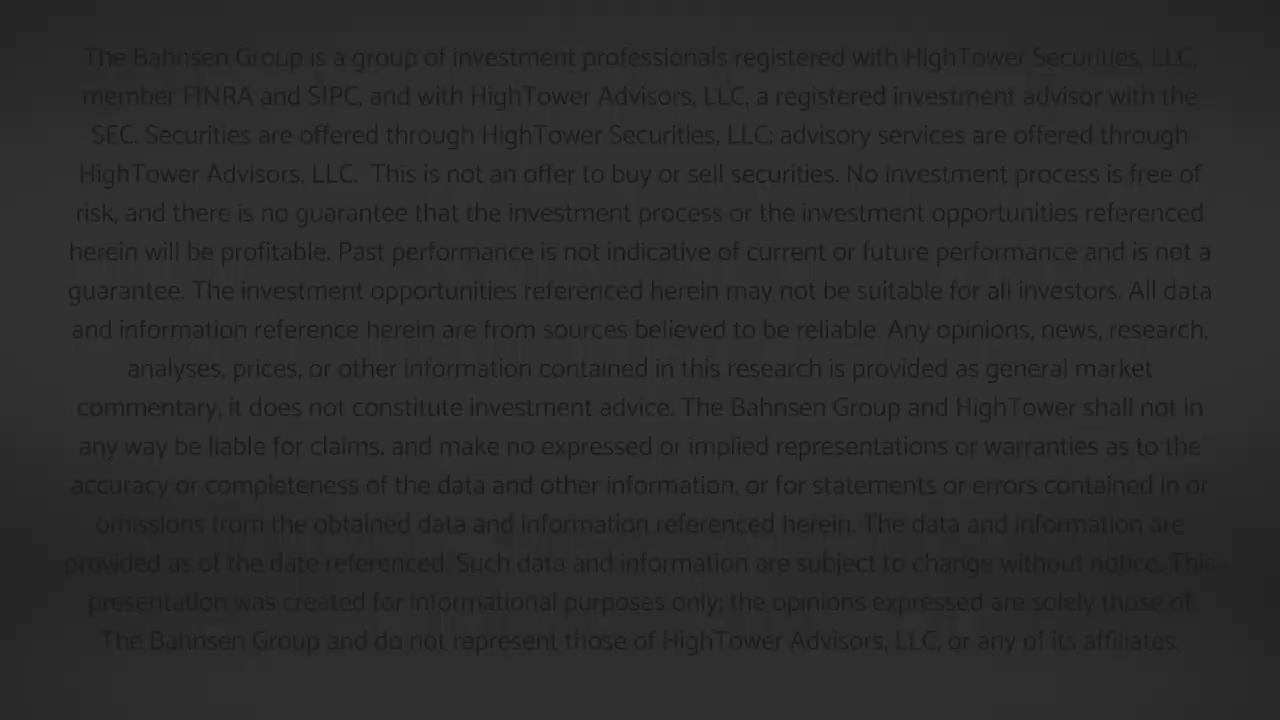 The Bahnsen Group is a group of investment professionals registered with HighTower Securities, LLC,
member FINRA and SIPC, and with HighTower Advisors, LLC, a registered investment advisor with the
SEC. Securities are offered through HighTower Securities, LLC; advisory services are offered through
HighTower Advisors, LLC. This is not an offer to buy or sell securities. No investment process is free of
risk, and there is no guarantee that the investment process or the investment opportunities referenced
herein will be profitable. Past performance is not indicative of current or future performance and is not a
guarantee. The investment opportunities referenced herein may not be suitable for all investors. All data
and information reference herein are from sources believed to be reliable. Any opinions, news, research,
analyses, prices, or other information contained in this research is provided as general market
commentary, it does not constitute investment advice. The Bahnsen Group and HighTower shall not in
any way be liable for claims, and make no expressed or implied representations or warranties as to the
accuracy or completeness of the data and other information, or for statements or errors contained in or
omissions from the obtained data and information referenced herein. The data and information are
provided as of the date referenced. Such data and information are subject to change without notice. This
presentation was created for informational purposes only; the opinions expressed are solely those of
The Bahnsen Group and do not represent those of HighTower Advisors, LLC, or any of its affiliates.